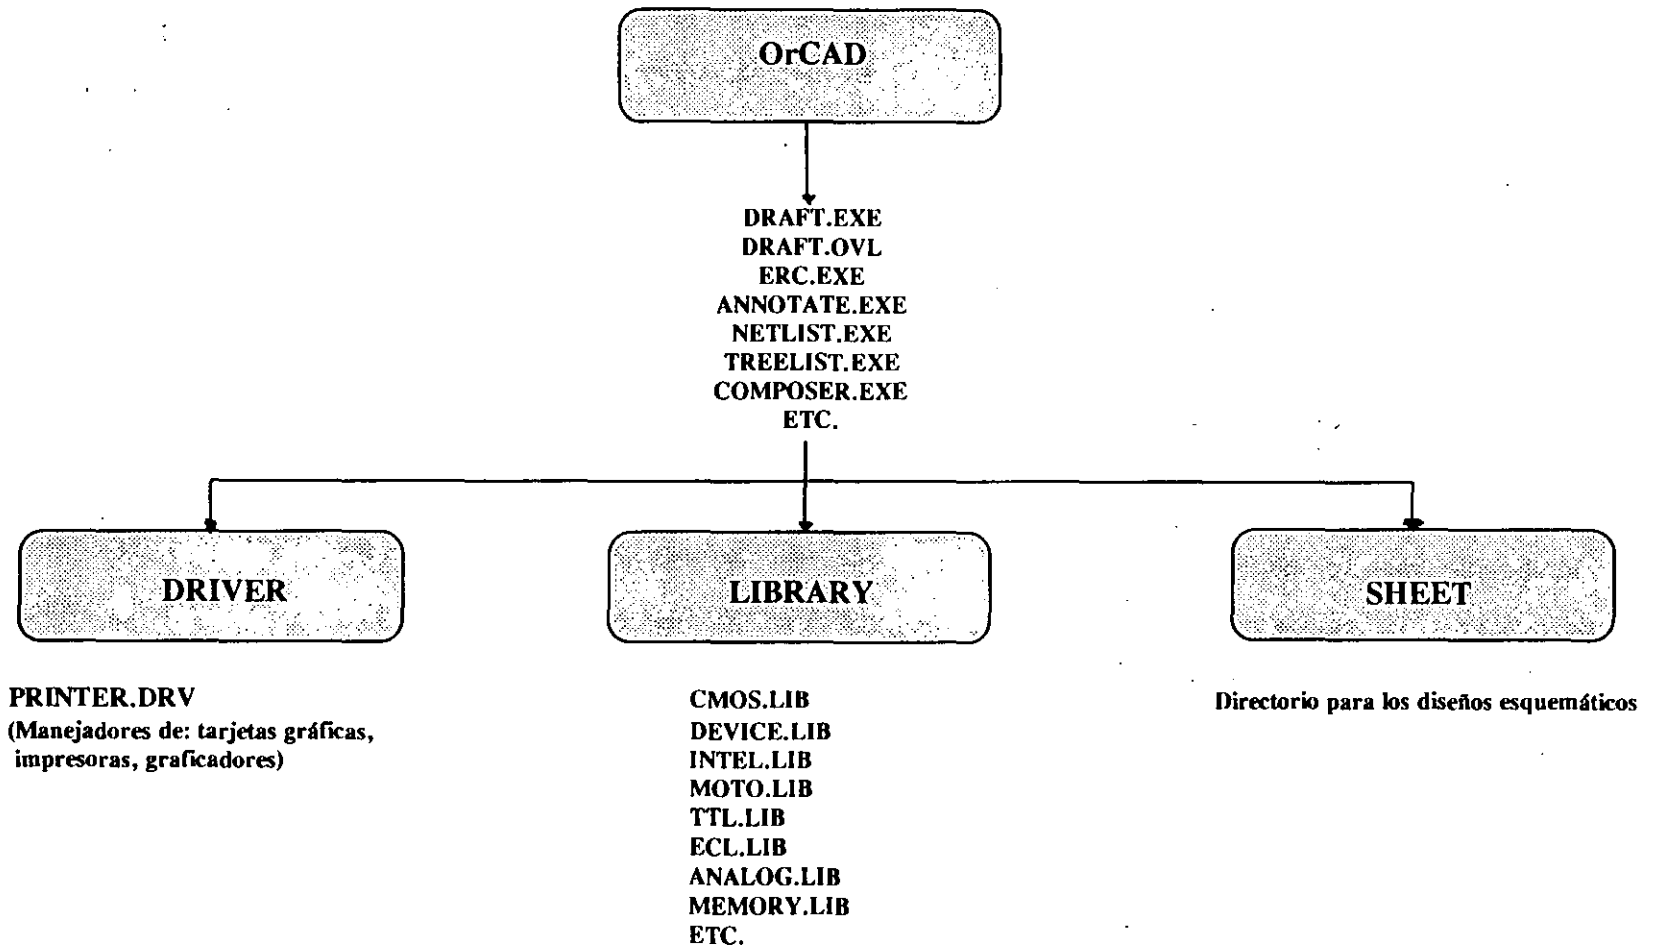 OrCAD
DRAFT.EXE
DRAFT.OVL
ERC.EXE
ANNOTATE.EXE
NETLIST.EXE
TREELIST.EXE
COMPOSER.EXE
ETC.
DRIVER
LIBRARY
SHEET
PRINTER.DRV
(Manejadores de: tarjetas gráficas,
impresoras, graficadores)
CMOS.LIB
DEVICE.LIB
INTEL.LIB
MOTO.LIB
TTL.LIB
ECL.LIB
ANALOG.LIB
MEMORY.LIB
ETC.
Directorio para los diseños esquemáticos